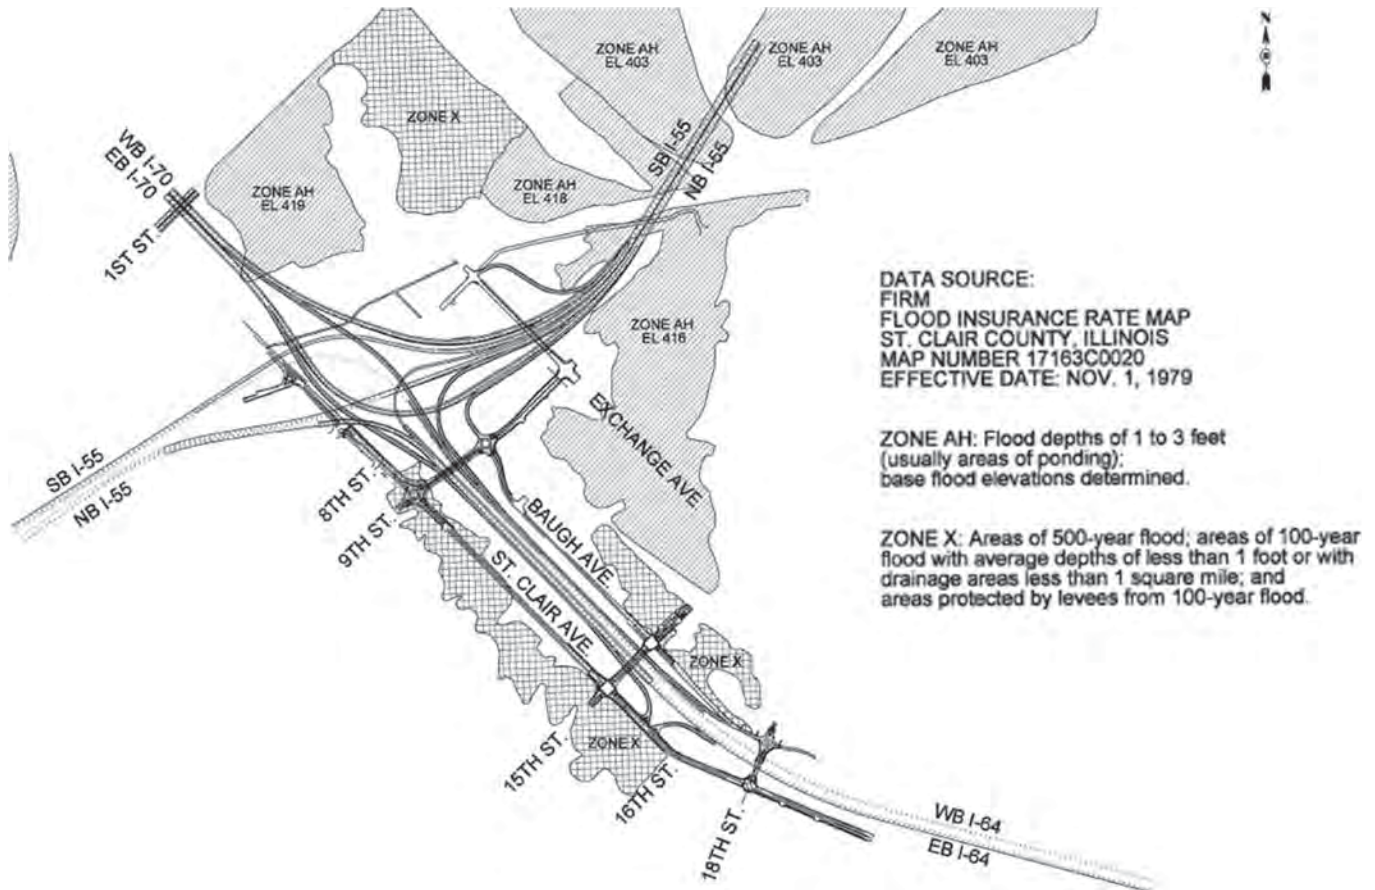 N
ZONE AH
EL 403
ZONE AH
EL 403
ZONE AH
EL 403
ZONE X
WB I-70
EB I-70
SB I-55
NB I-55
ZONE AH
EL 419
ZONE AH
EL 418
1ST ST.
ZONE AH
EL 416
DATA SOURCE:
FIRM
FLOOD INSURANCE RATE MAP
ST. CLAIR COUNTY, ILLINOIS
MAP NUMBER 17163C0020
EFFECTIVE DATE: NOV. 1, 1979
EXCHANGE AVE
ZONE AH: Flood depths of 1 to 3 feet
(usually areas of ponding);
base flood elevations determined.
SB I-55
NB I-55
8TH ST.
9TH ST.
BAUGH AVE.
ST. CLAIR AVE.
ZONE X: Areas of 500-year flood; areas of 100-year
flood with average depths of less than 1 foot or with
drainage areas less than 1 square mile; and
areas protected by levees from 100-year flood.
ZONE X
ZONE X
15TH ST.
16TH ST.
18TH ST.
WB I-64
EB I-64